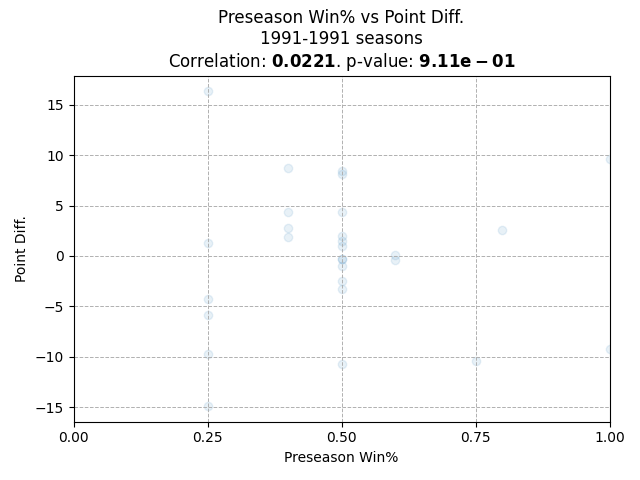 Preseason Win% vs Point Diff.
1991-1991 seasons
Correlation: 0.0221. p-value: 9.11e − 01
15
10
5
0
−5
−10
−15
Point Diff.
0.00 0.25 0.50 0.75 1.00
Preseason Win%